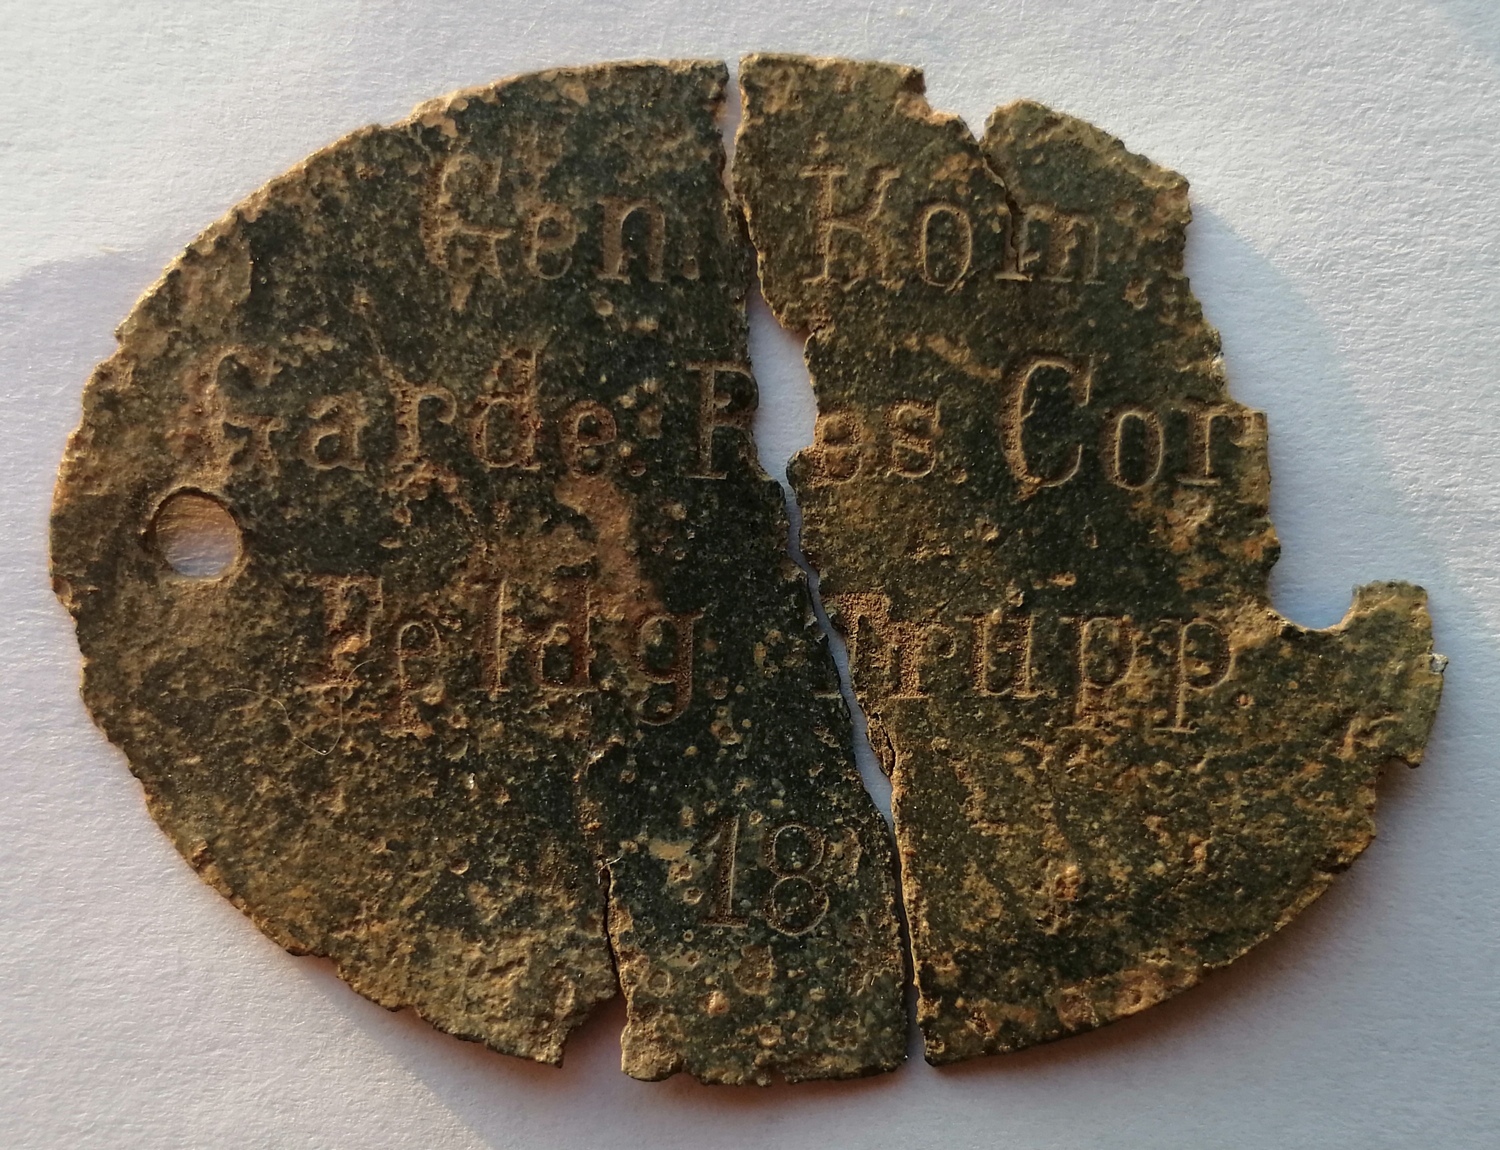 Gen. Kom
Garde. Res. Cor
Feldg. Trupp.
18